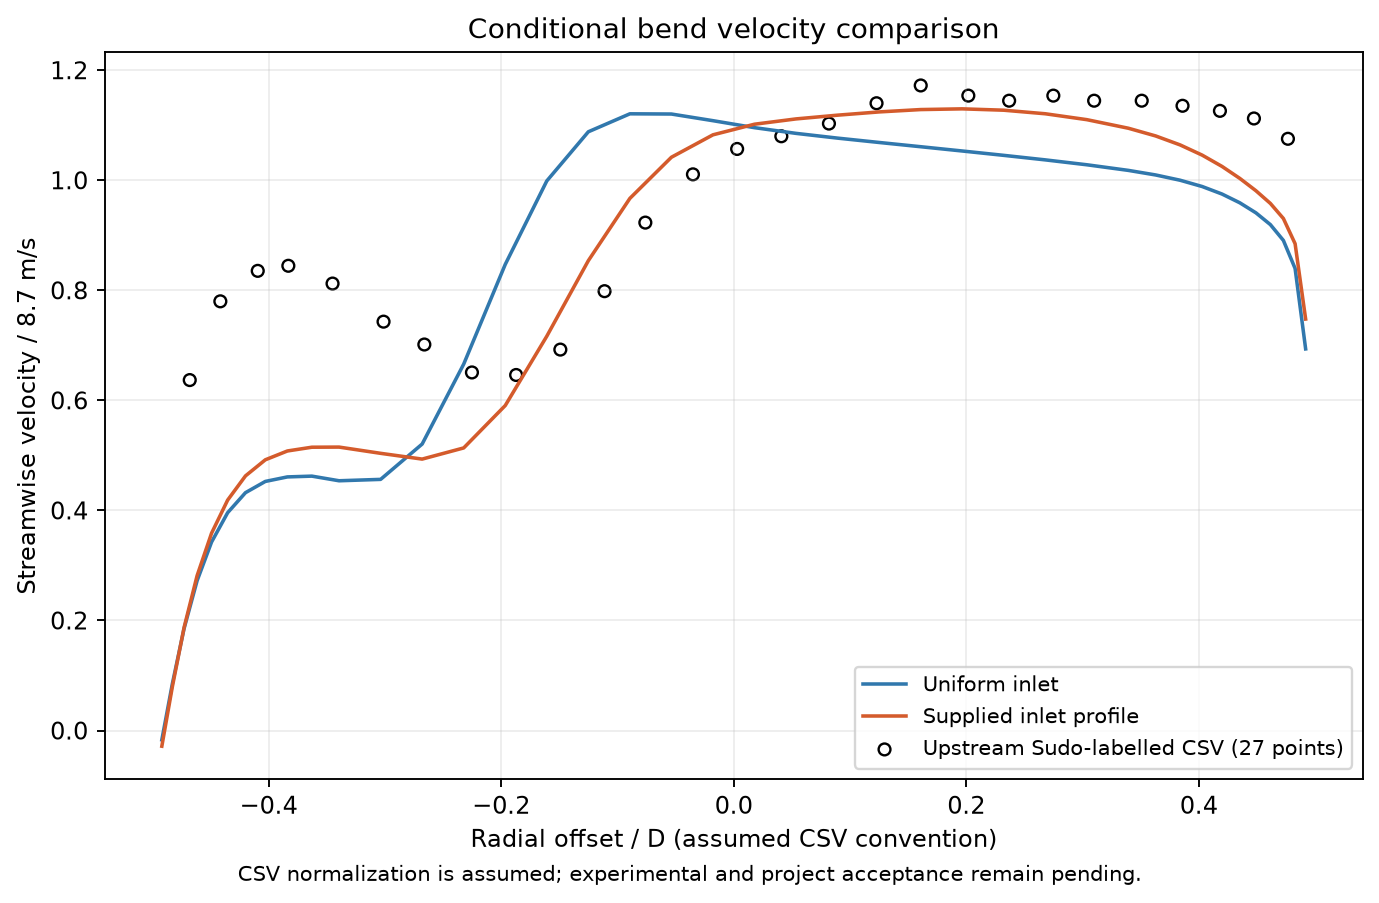 Conditional bend velocity comparison
1.2
1.0
0.8
0.6
0.4
0.2
0.0
Streamwise velocity / 8.7 m/s
Uniform inlet
Supplied inlet profile
Upstream Sudo-labelled CSV (27 points)
−0.4 −0.2 0.0 0.2 0.4
Radial offset / D (assumed CSV convention)
CSV normalization is assumed; experimental and project acceptance remain pending.